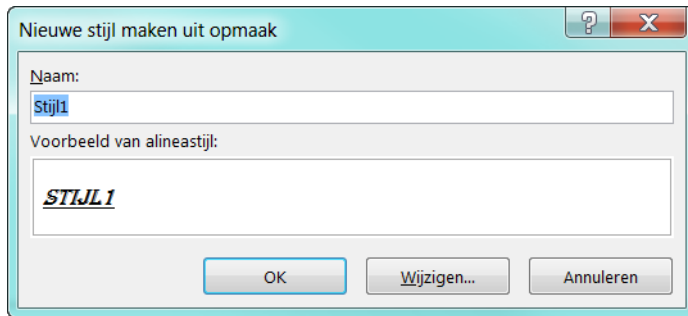 Nieuwe stijl maken uit opmaak
Naam:
Stijl1
Voorbeeld van alineastijl:
STIJL1
OK Wijzigen... Annuleren